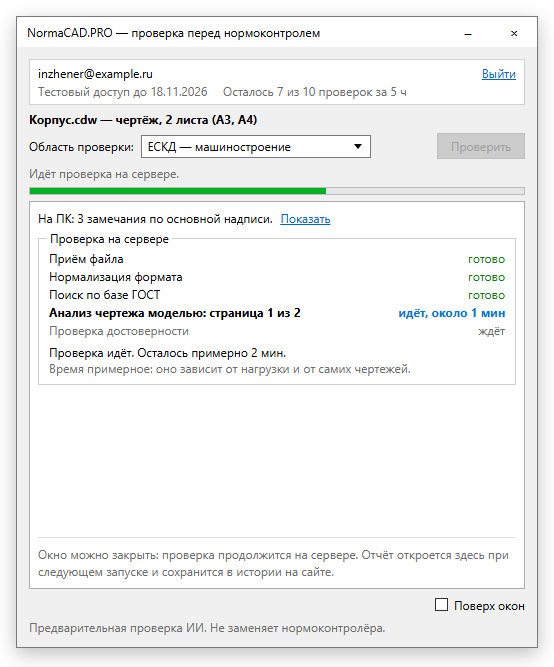 NormaCAD.PRO — проверка перед нормоконтролем
inzhener@example.ru Выйти
Тестовый доступ до 18.11.2026 Осталось 7 из 10 проверок за 5 ч
Корпус.cdw — чертёж, 2 листа (А3, А4)
Область проверки: ЕСКД — машиностроение Проверить
Идёт проверка на сервере.
На ПК: 3 замечания по основной надписи. Показать
Проверка на сервере
Приём файла готово
Нормализация формата готово
Поиск по базе ГОСТ готово
Анализ чертежа моделью: страница 1 из 2 идёт, около 1 мин
Проверка достоверности ждёт
Проверка идёт. Осталось примерно 2 мин.
Время примерное: оно зависит от нагрузки и от самих чертежей.
Окно можно закрыть: проверка продолжится на сервере. Отчёт откроется здесь при
следующем запуске и сохранится в истории на сайте.
Поверх окон
Предварительная проверка ИИ. Не заменяет нормоконтролёра.